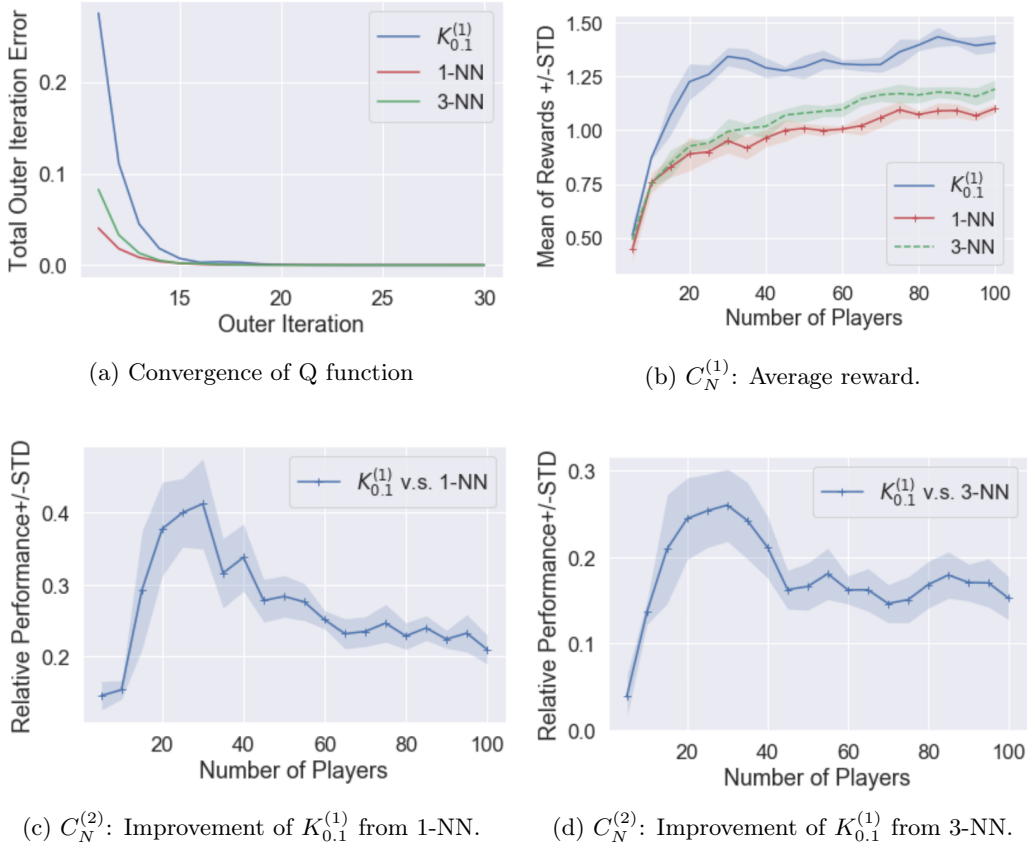 Total Outer Iteration Error
0.2
0.1
0.0
15
20
25
30
Outer Iteration
$K_{0.1}^{(1)}$
1-NN
3-NN
(a) Convergence of Q function
Mean of Rewards +/-STD
1.50
1.25
1.00
0.75
0.50
20
40
60
80
100
Number of Players
$K_{0.1}^{(1)}$
1-NN
3-NN
(b) $C_N^{(1)}$: Average reward.
Relative Performance+/-STD
0.4
0.3
0.2
20
40
60
80
100
Number of Players
$K_{0.1}^{(1)}$ v.s. 1-NN
(c) $C_N^{(2)}$: Improvement of $K_{0.1}^{(1)}$ from 1-NN.
Relative Performance+/-STD
0.3
0.2
0.1
0.0
20
40
60
80
100
Number of Players
$K_{0.1}^{(1)}$ v.s. 3-NN
(d) $C_N^{(2)}$: Improvement of $K_{0.1}^{(1)}$ from 3-NN.